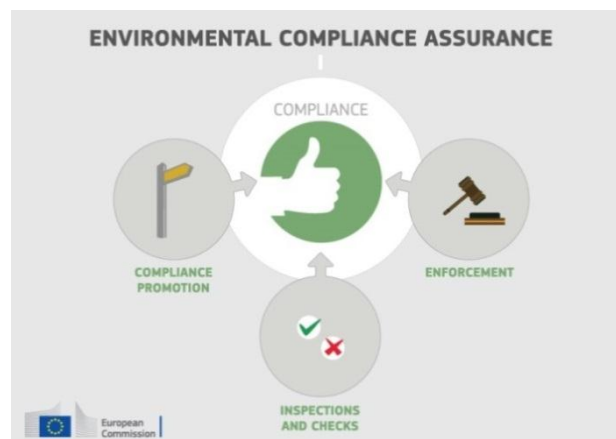 ENVIRONMENTAL COMPLIANCE ASSURANCE
COMPLIANCE
COMPLIANCE
PROMOTION
ENFORCEMENT
INSPECTIONS
AND CHECKS
European
Commission